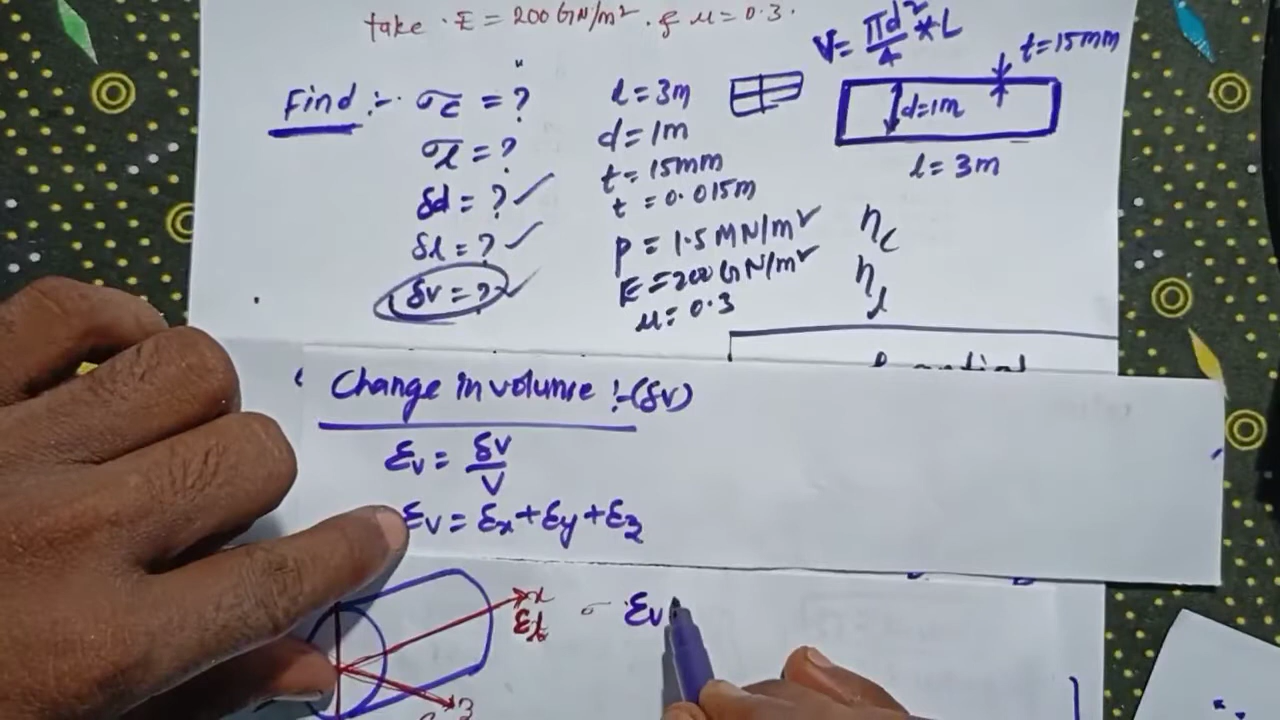 take . E = 200 GN/m². & μ = 0.3.
Find :- σc = ?
σl = ?
δd = ? ✓
δl = ? ✓
δv = ? ✓
l = 3m
d = 1m
t = 15mm
t = 0.015m
p = 1.5 MN/m²
E = 200 GN/m²
μ = 0.3
V = πd²/4 * L
t = 15mm
d = 1m
l = 3m
ηc
ηl
Change in volume :- (δv)
εv = δv/V
εv = εx + εy + εz
x
εl
z
εv